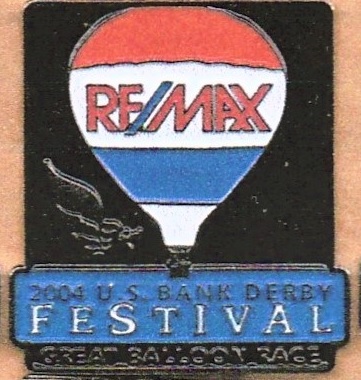 RE/MAX
2004 U.S. BANK DERBY
FESTIVAL
GREAT BALLOON RACE